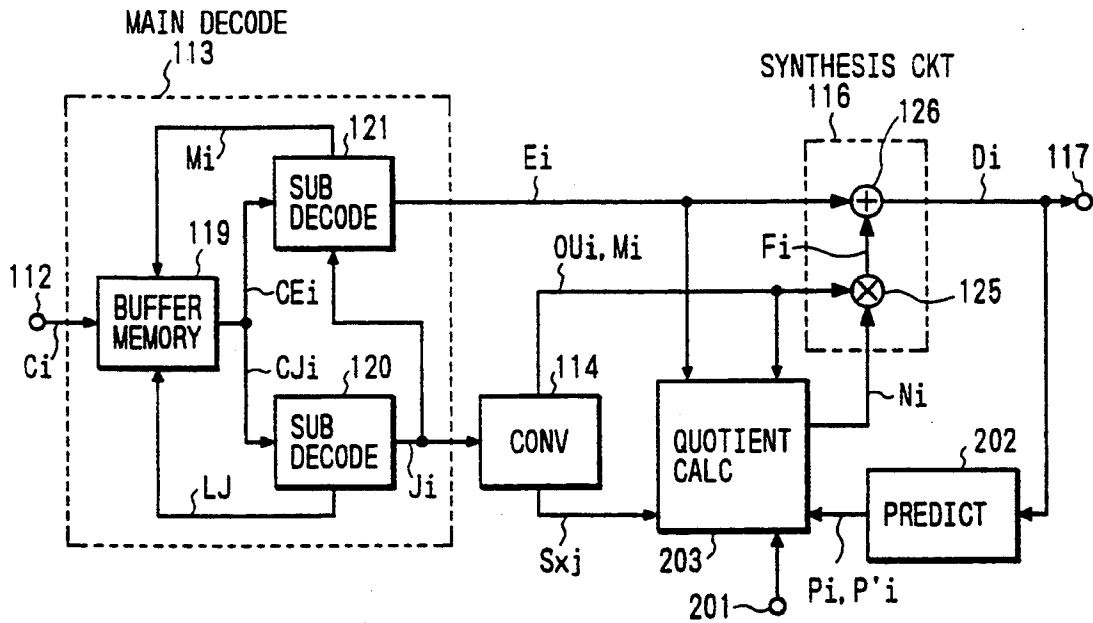 MAIN DECODE
113
SYNTHESIS CKT
116
126
121
Mi
Ei
Di
117
SUB
DECODE
119
OUi, Mi
Fi
112
BUFFER
MEMORY
CEi
125
Ci
CJi
120
114
Ni
SUB
DECODE
CONV
QUOTIENT
CALC
202
LJ
Ji
PREDICT
Sxj
203
Pi, P'i
201